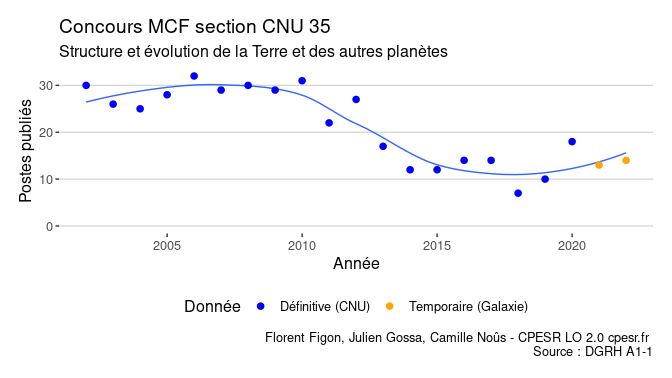 Concours MCF section CNU 35
Structure et évolution de la Terre et des autres planètes
Postes publiés
30
20
10
0
2005 2010 2015 2020
Année
Donnée Définitive (CNU) Temporaire (Galaxie)
Florent Figon, Julien Gossa, Camille Noûs - CPESR LO 2.0 cpesr.fr
Source : DGRH A1-1